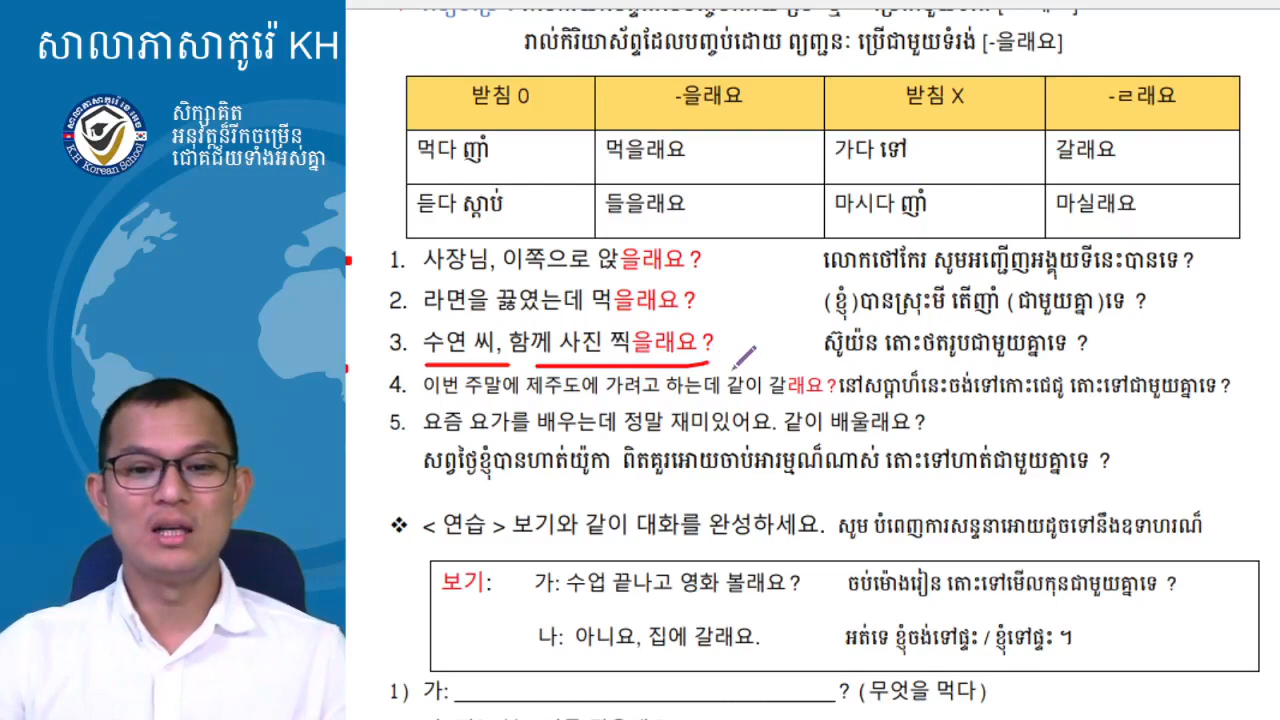 សាលាភាសាកូរ៉េ KH
សិក្សាគិត
អនុវត្តន៏រីកចម្រើន
ជោគជ័យទាំងអស់គ្នា
K.H Korean School
រាល់កិរិយាស័ព្ទដែលបញ្ចប់ដោយ ព្យញ្ជនៈ ប្រើជាមួយទំរង់ [-을래요]
받침 0 -을래요 받침 X -ㄹ래요
먹다 ញាំ 먹을래요 가다 ទៅ 갈래요
듣다 ស្តាប់ 들을래요 마시다 ញាំ 마실래요
1. 사장님, 이쪽으로 앉을래요? លោកថៅកែរ សូមអញ្ជើញអង្គុយទីនេះបានទេ?
2. 라면을 끓였는데 먹을래요? (ខ្ញុំ)បានស្រុះមី តើញាំ (ជាមួយគ្នា)ទេ ?
3. 수연 씨, 함께 사진 찍을래요? ស៊ូយ៉ន តោះថតរូបជាមួយគ្នាទេ ?
4. 이번 주말에 제주도에 가려고 하는데 같이 갈래요?នៅសប្តាហ៏នេះចង់ទៅកោះជេជូ តោះទៅជាមួយគ្នាទេ?
5. 요즘 요가를 배우는데 정말 재미있어요. 같이 배울래요?
សព្វថ្ងៃខ្ញុំបានហាត់យ៉ូកា ពិតគួរអោយចាប់អារម្មណ៏ណាស់ តោះទៅហាត់ជាមួយគ្នាទេ ?
❖ < 연습 > 보기와 같이 대화를 완성하세요. សូម បំពេញការសន្ទនាអោយដូចទៅនឹងឧទាហរណ៏
보기: 가: 수업 끝나고 영화 볼래요? ចប់ម៉ោងរៀន តោះទៅមើលកុនជាមួយគ្នាទេ ?
나: 아니요, 집에 갈래요. អត់ទេ ខ្ញុំចង់ទៅផ្ទះ / ខ្ញុំទៅផ្ទះ ។
1) 가: ______________________________? (무엇을 먹다)